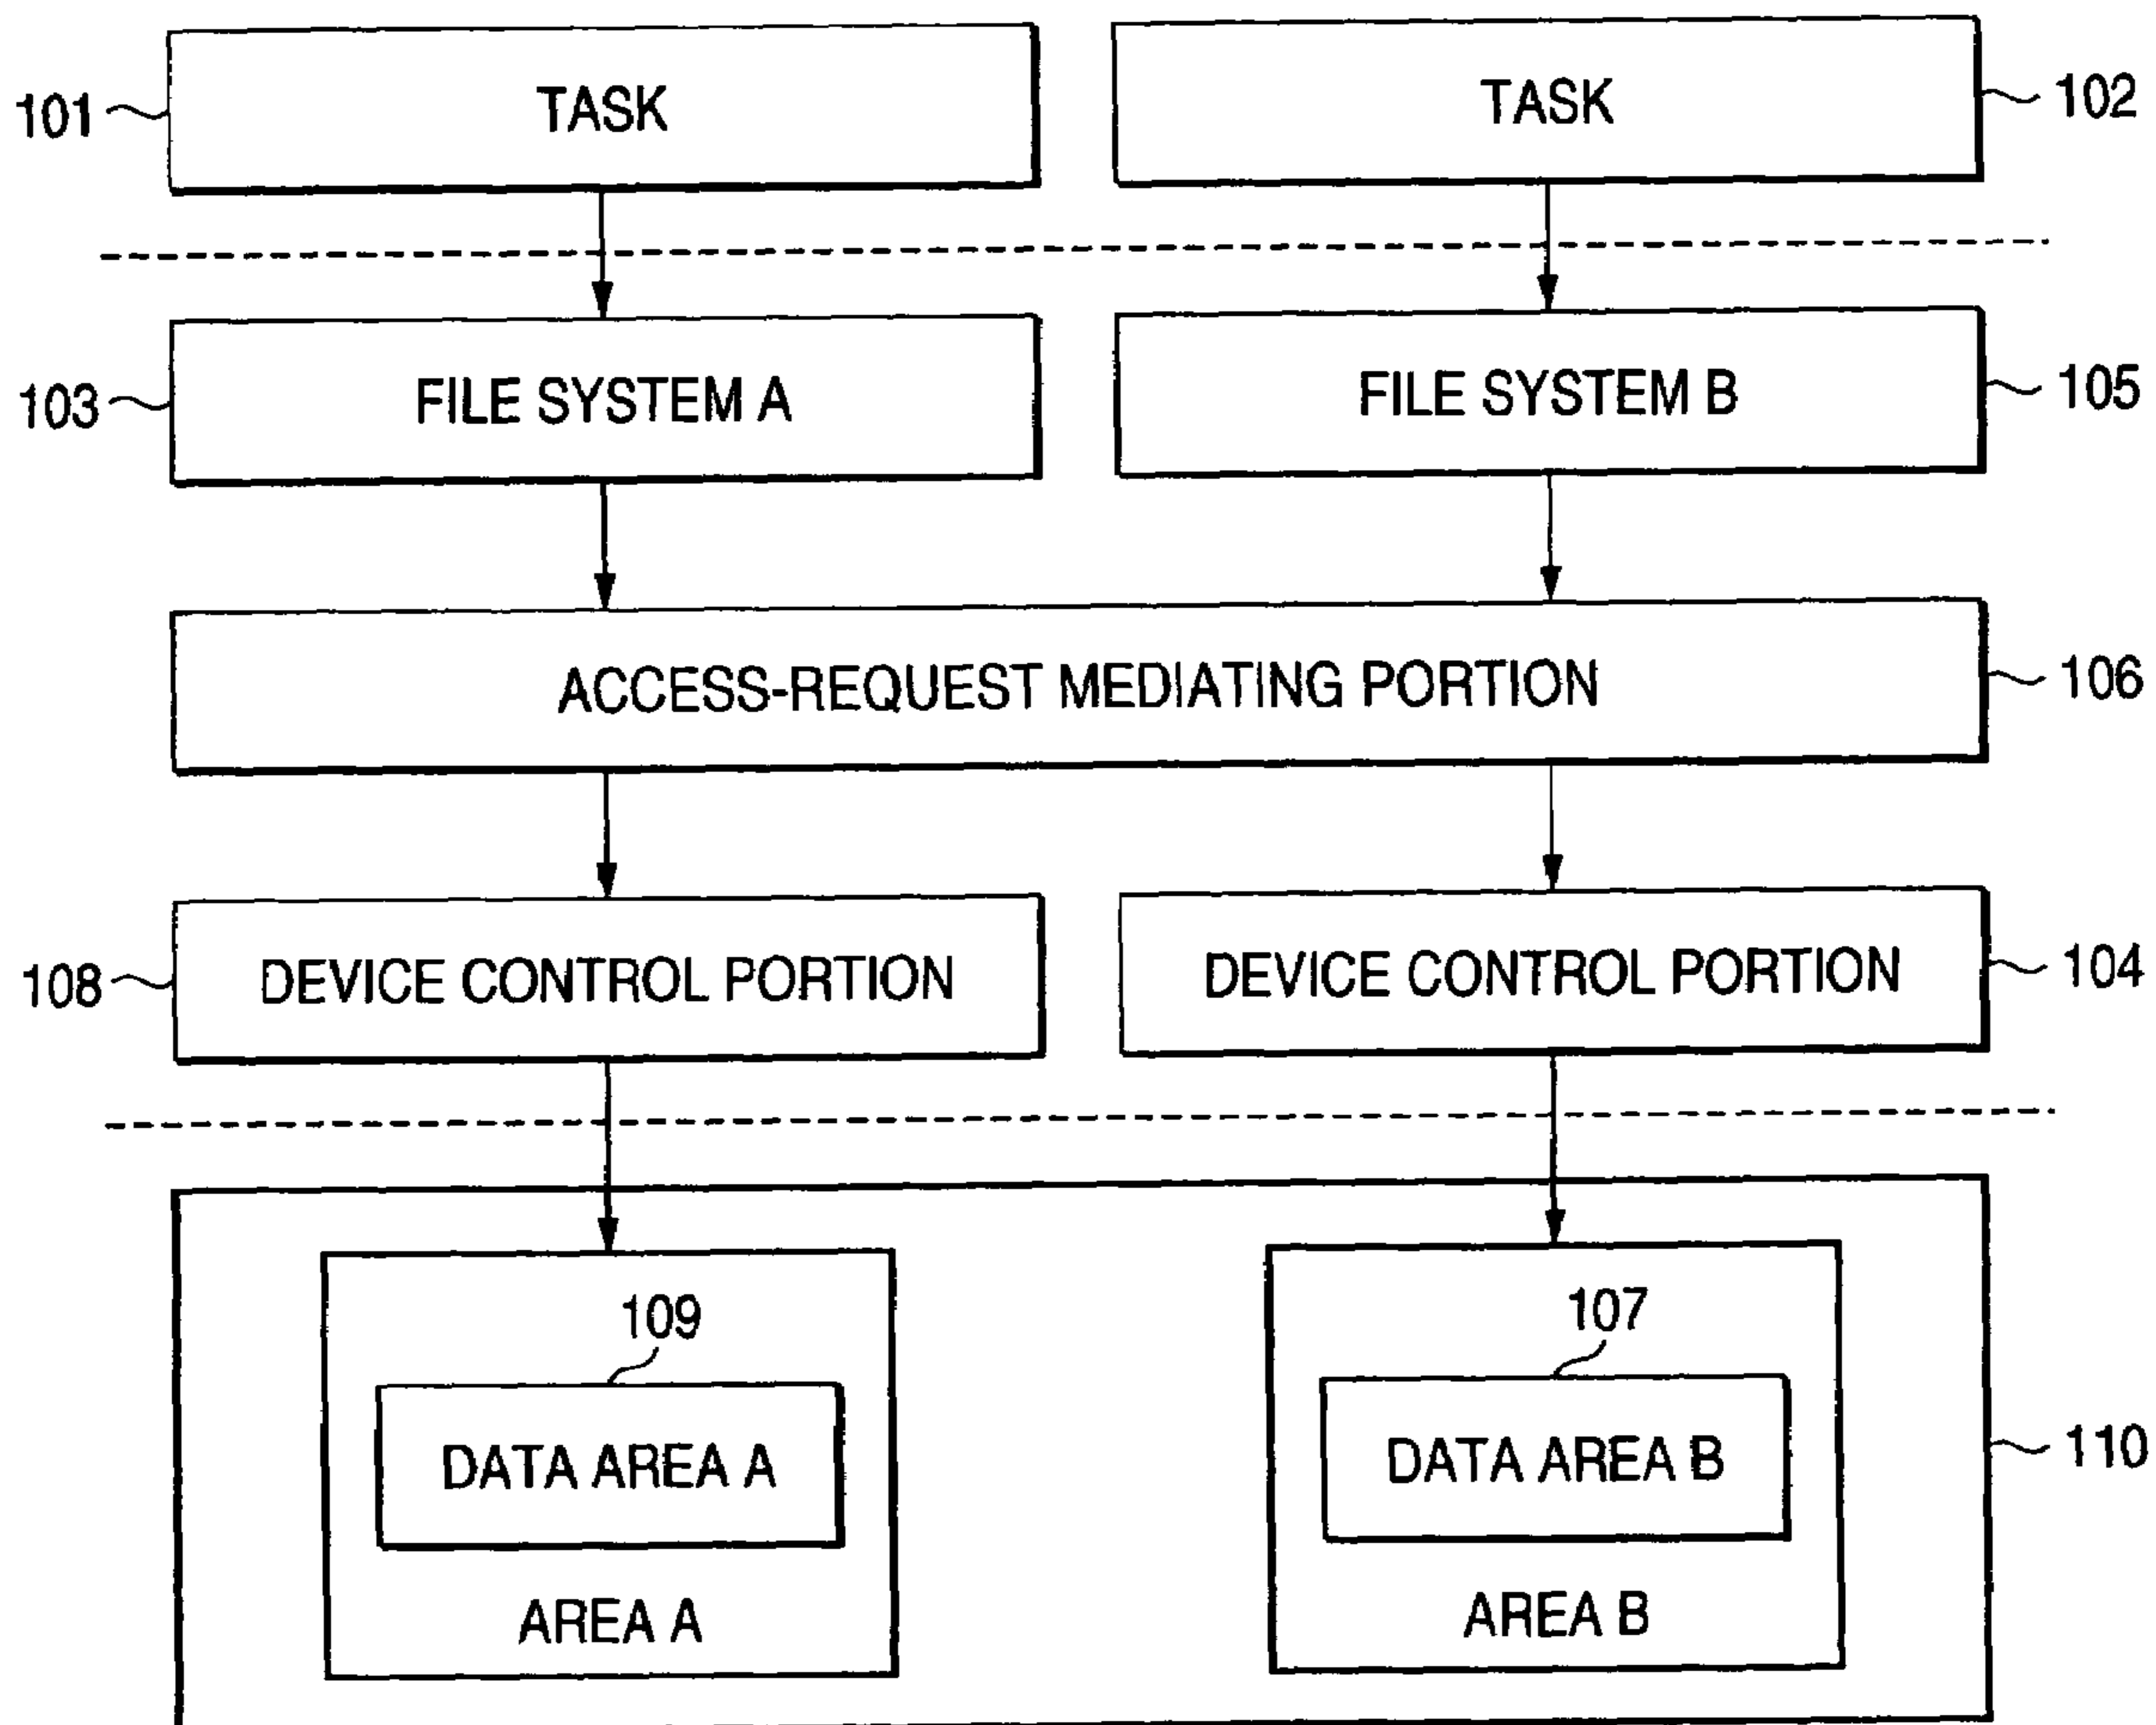 101 TASK TASK 102
103 FILE SYSTEM A FILE SYSTEM B 105
ACCESS-REQUEST MEDIATING PORTION 106
108 DEVICE CONTROL PORTION DEVICE CONTROL PORTION 104
109 107
DATA AREA A DATA AREA B 110
AREA A AREA B